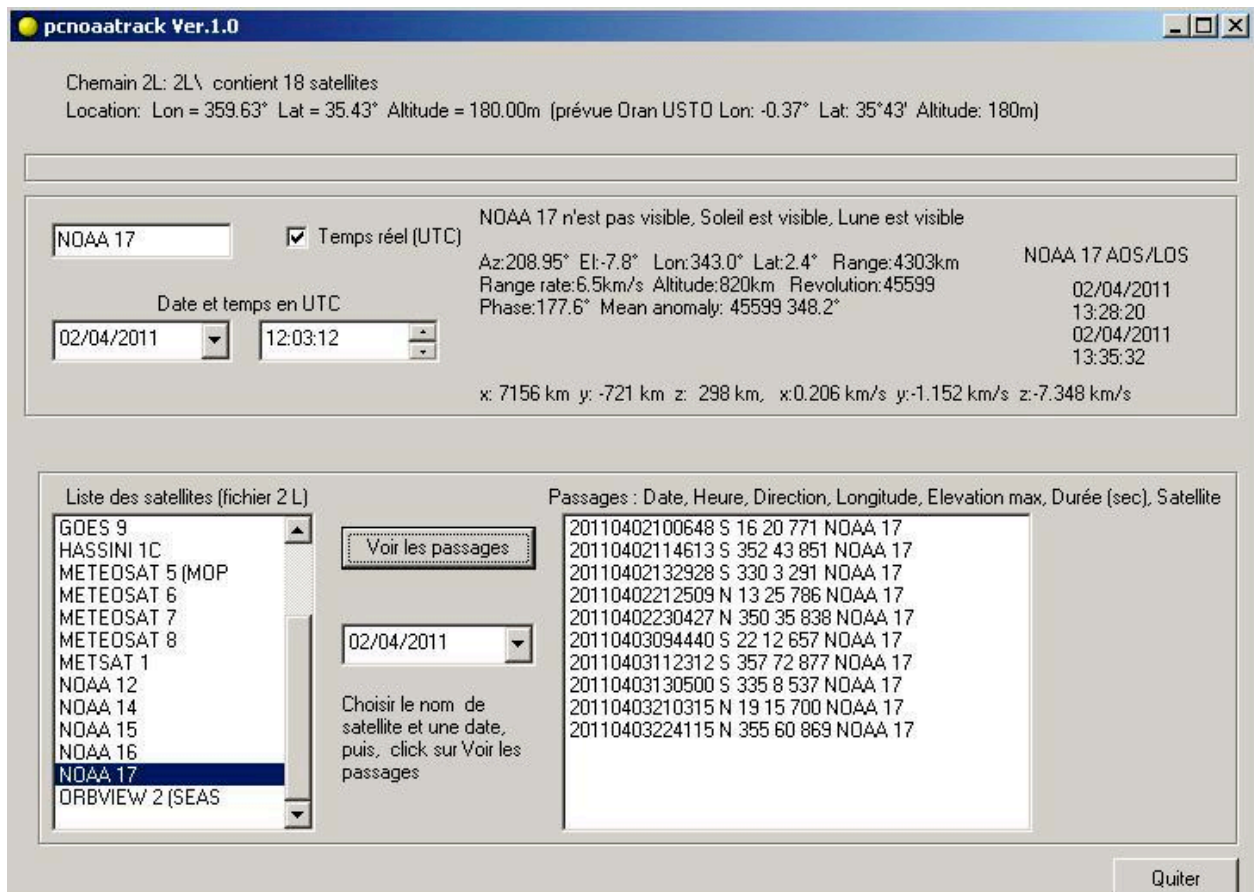 pcnoaatrack Ver.1.0
Chemain 2L: 2L\ contient 18 satellites
Location: Lon = 359.63° Lat = 35.43° Altitude = 180.00m (prévue Oran USTO Lon: -0.37° Lat: 35°43' Altitude: 180m)
NOAA 17
Temps réel (UTC)
Date et temps en UTC
02/04/2011
12:03:12
NOAA 17 n'est pas visible, Soleil est visible, Lune est visible
Az:208.95° El:-7.8° Lon:343.0° Lat:2.4° Range:4303km
Range rate:6.5km/s Altitude:820km Revolution:45599
Phase:177.6° Mean anomaly: 45599 348.2°
NOAA 17 AOS/LOS
02/04/2011
13:28:20
02/04/2011
13:35:32
x: 7156 km y: -721 km z: 298 km, x:0.206 km/s y:-1.152 km/s z:-7.348 km/s
Liste des satellites (fichier 2 L)
GOES 9
HASSINI 1C
METEOSAT 5 (MOP
METEOSAT 6
METEOSAT 7
METEOSAT 8
METSAT 1
NOAA 12
NOAA 14
NOAA 15
NOAA 16
NOAA 17
ORBVIEW 2 (SEAS
Voir les passages
02/04/2011
Choisir le nom de
satellite et une date,
puis, click sur Voir les
passages
Passages : Date, Heure, Direction, Longitude, Elevation max, Durée (sec), Satellite
20110402100648 S 16 20 771 NOAA 17
20110402114613 S 352 43 851 NOAA 17
20110402132928 S 330 3 291 NOAA 17
20110402212509 N 13 25 786 NOAA 17
20110402230427 N 350 35 838 NOAA 17
20110403094440 S 22 12 657 NOAA 17
20110403112312 S 357 72 877 NOAA 17
20110403130500 S 335 8 537 NOAA 17
20110403210315 N 19 15 700 NOAA 17
20110403224115 N 355 60 869 NOAA 17
Quiter